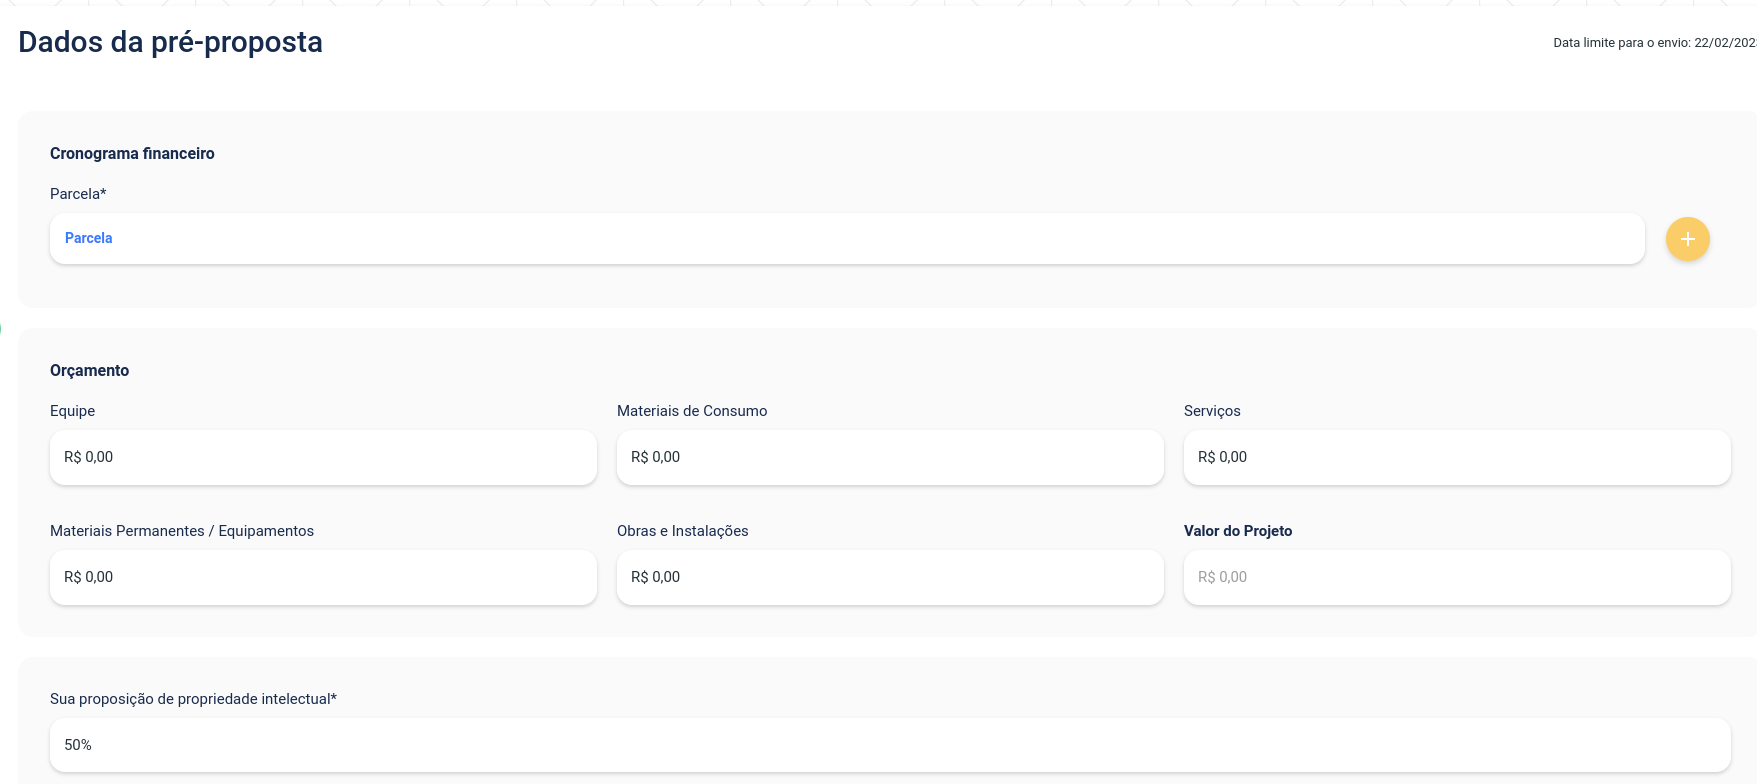 Dados da pré-proposta
Data limite para o envio: 22/02/202
Cronograma financeiro
Parcela*
Parcela
Orçamento
Equipe
Materiais de Consumo
Serviços
R$ 0,00
R$ 0,00
R$ 0,00
Materiais Permanentes / Equipamentos
Obras e Instalações
Valor do Projeto
R$ 0,00
R$ 0,00
R$ 0,00
Sua proposição de propriedade intelectual*
50%